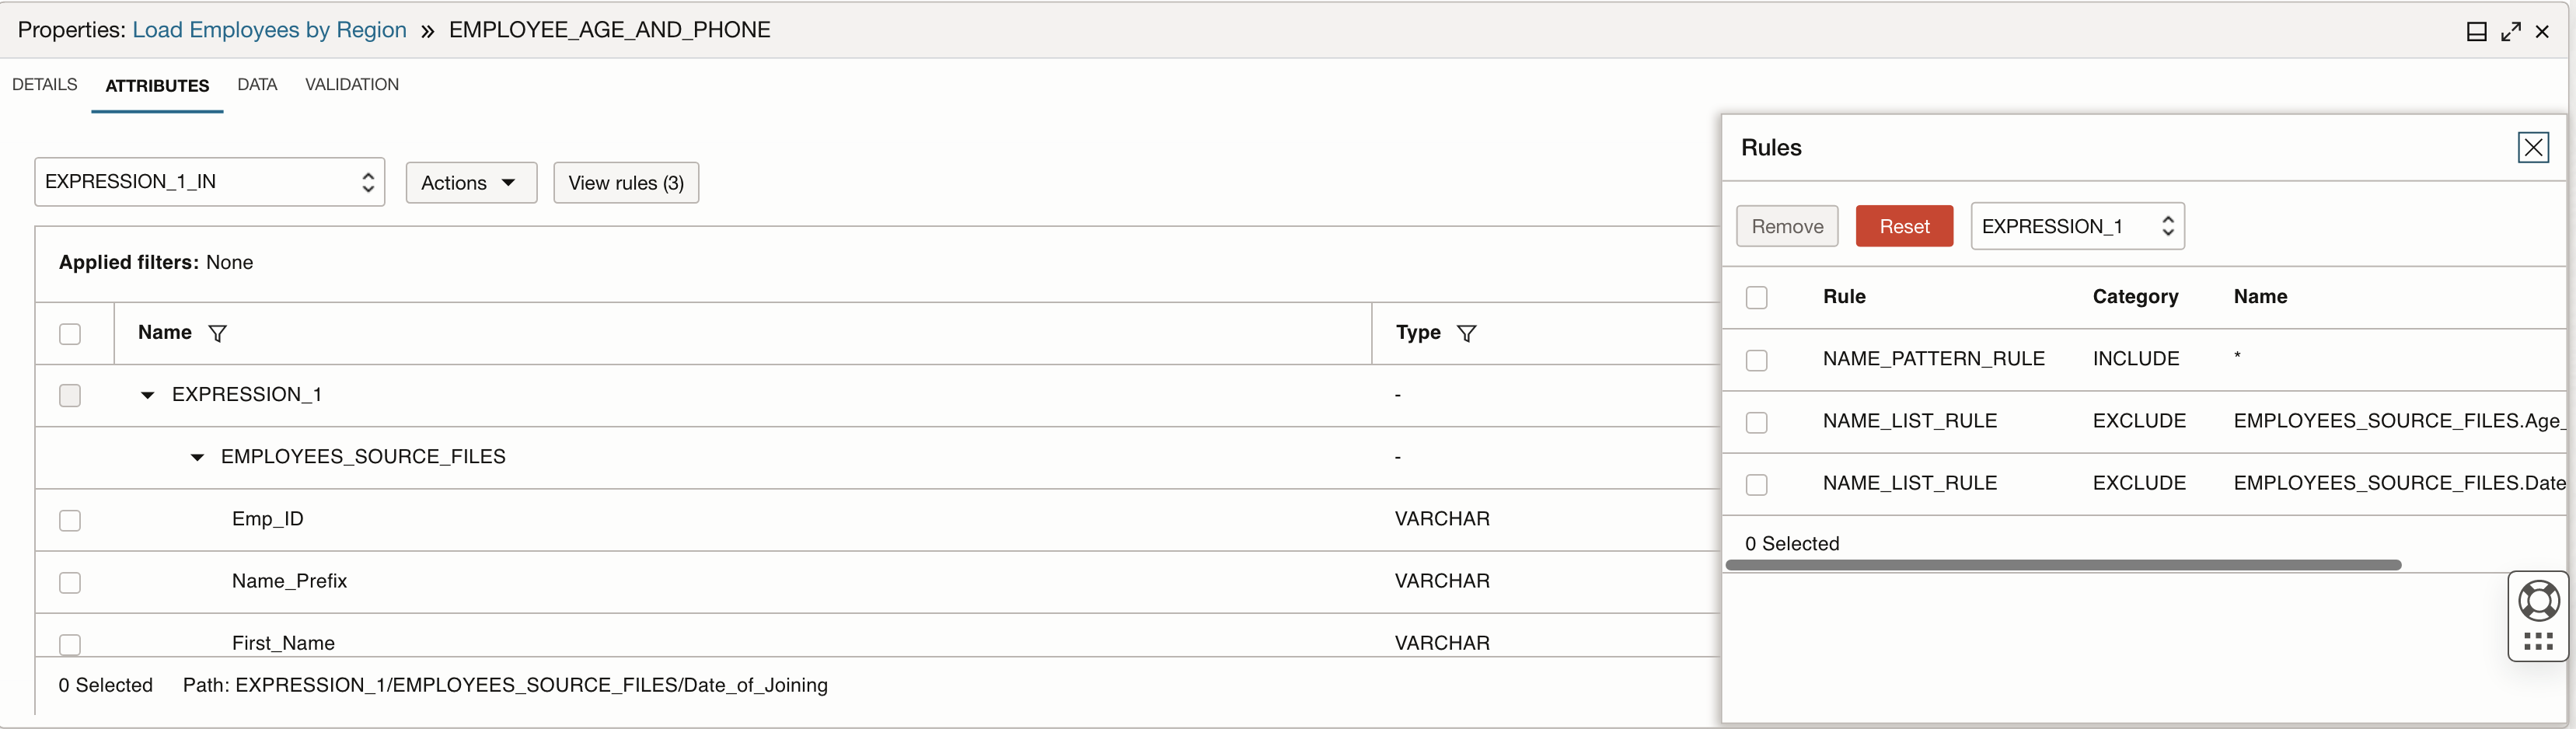 Properties: Load Employees by Region » EMPLOYEE_AGE_AND_PHONE
DETAILS ATTRIBUTES DATA VALIDATION
EXPRESSION_1_IN Actions View rules (3)
Applied filters: None
Name Type
EXPRESSION_1 -
EMPLOYEES_SOURCE_FILES -
Emp_ID VARCHAR
Name_Prefix VARCHAR
First_Name VARCHAR
0 Selected Path: EXPRESSION_1/EMPLOYEES_SOURCE_FILES/Date_of_Joining
Rules
Remove Reset EXPRESSION_1
Rule Category Name
NAME_PATTERN_RULE INCLUDE *
NAME_LIST_RULE EXCLUDE EMPLOYEES_SOURCE_FILES.Age_
NAME_LIST_RULE EXCLUDE EMPLOYEES_SOURCE_FILES.Date
0 Selected